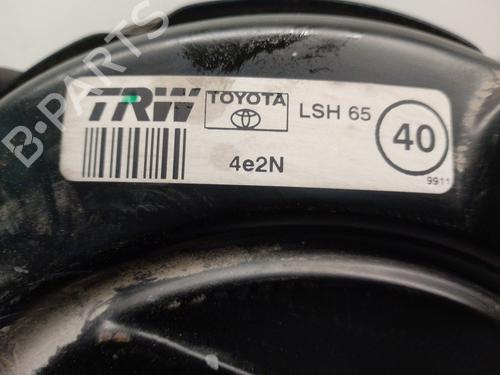 B-PARTS
TRW
TOYOTA
LSH 65
40
4e2N
9911